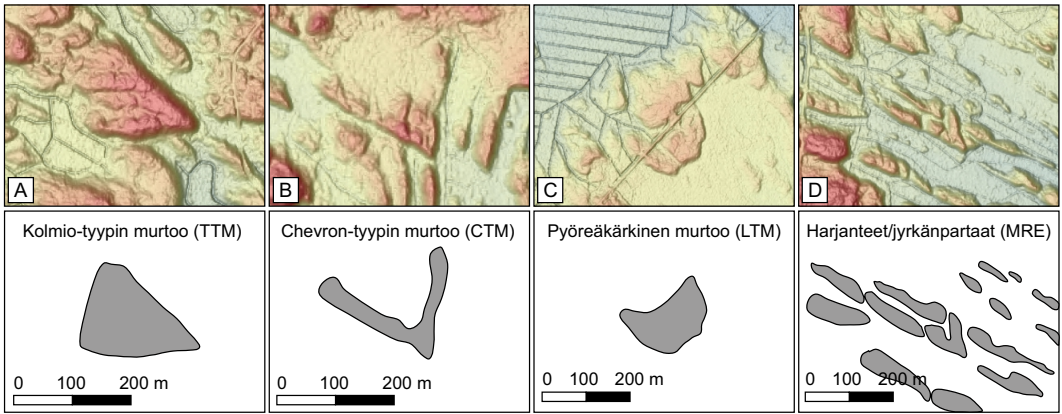 A
B
C
D
Kolmio-tyypin murtoo (TTM)
Chevron-tyypin murtoo (CTM)
Pyöreäkärkinen murtoo (LTM)
Harjanteet/jyrkänpartaat (MRE)
0 100 200 m
0 100 200 m
0 100 200 m
0 100 200 m